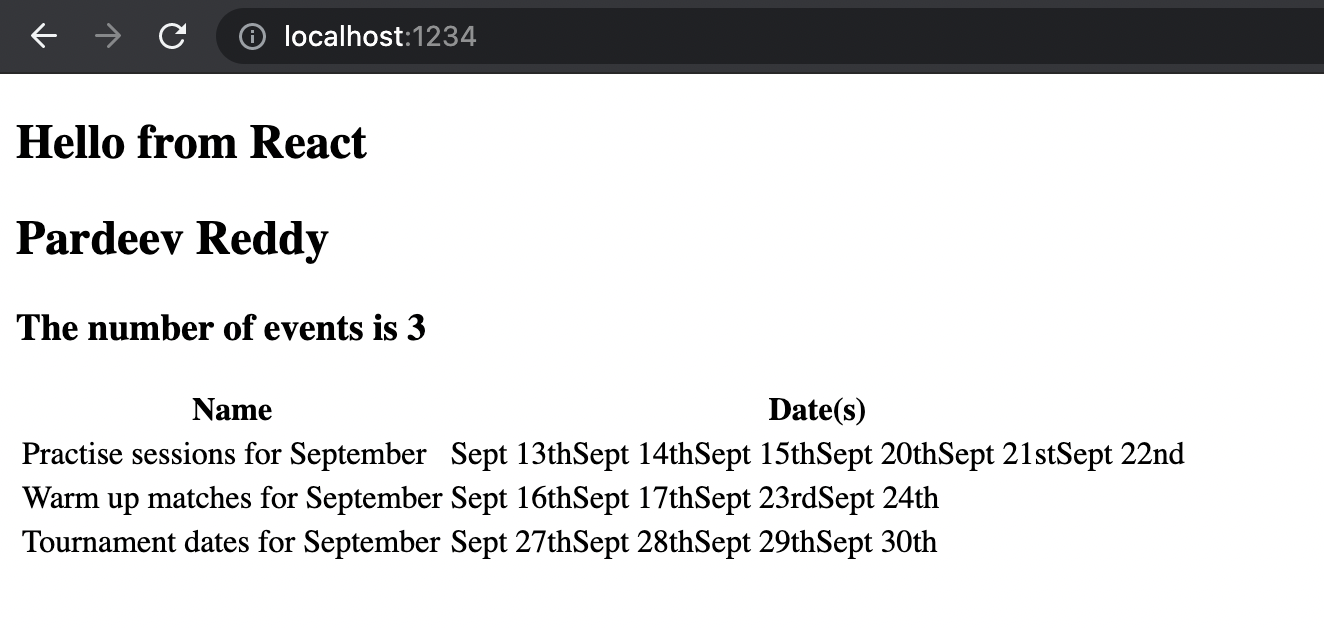 localhost:1234
Hello from React
Pardeev Reddy
The number of events is 3
Name Date(s)
Practise sessions for September Sept 13thSept 14thSept 15thSept 20thSept 21stSept 22nd
Warm up matches for September Sept 16thSept 17thSept 23rdSept 24th
Tournament dates for September Sept 27thSept 28thSept 29thSept 30th